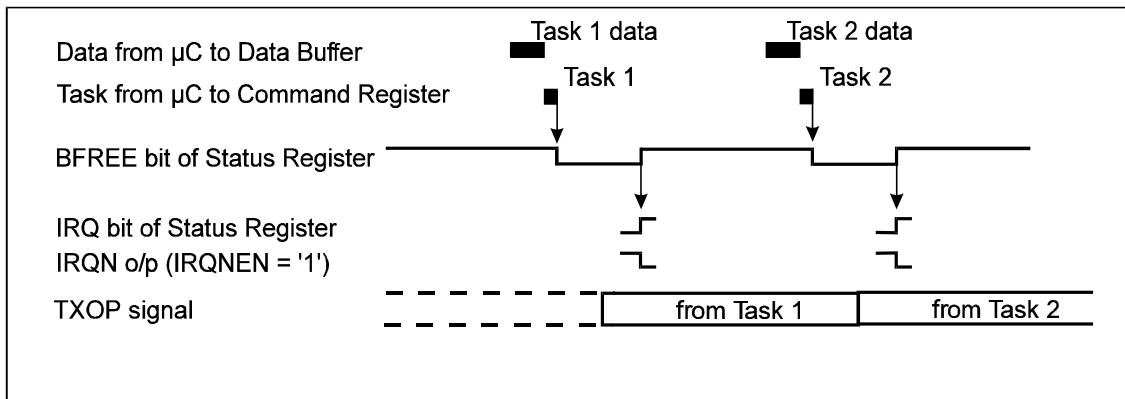 Task 1 data
Task 2 data
Data from µC to Data Buffer
Task 1
Task 2
Task from µC to Command Register
BFREE bit of Status Register
IRQ bit of Status Register
IRQN o/p (IRQNEN = '1')
TXOP signal
from Task 1
from Task 2